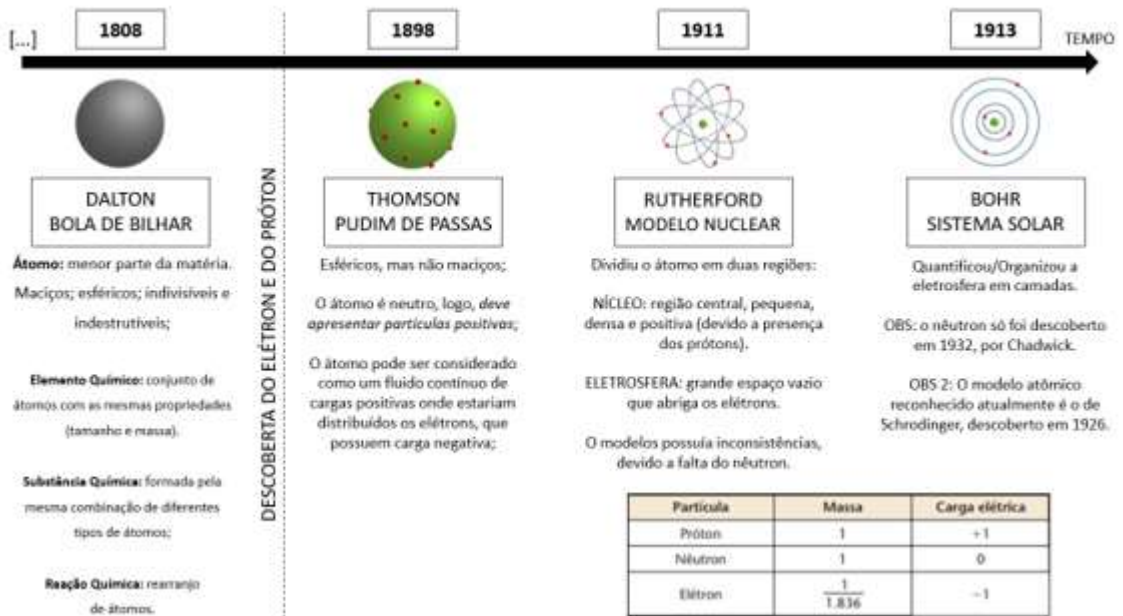 [...]
1808
1898
1911
1913
TEMPO
DALTON
BOLA DE BILHAR
Átomo: menor parte da matéria.
Maciços; esféricos; indivisíveis e
indestrutíveis;
Elemento Químico: conjunto de
átomos com as mesmas propriedades
(tamanho e massa).
Substância Química: formada pela
mesma combinação de diferentes
tipos de átomos;
Reação Química: rearranjo
de átomos.
DESCOBERTA DO ELÉTRON E DO PRÓTON
THOMSON
PUDIM DE PASSAS
Esféricos, mas não maciços;
O átomo é neutro, logo, deve
apresentar partículas positivas;
O átomo pode ser considerado
como um fluido contínuo de
cargas positivas onde estariam
distribuídos os elétrons, que
possuem carga negativa;
RUTHERFORD
MODELO NUCLEAR
Dividiu o átomo em duas regiões:
NÍCLEO: região central, pequena,
densa e positiva (devido a presença
dos prótons).
ELETROSFERA: grande espaço vazio
que abriga os elétrons.
O modelos possuía inconsistências,
devido a falta do nêutron.
BOHR
SISTEMA SOLAR
Quantificou/Organizou a
eletrosfera em camadas.
OBS: o nêutron só foi descoberto
em 1932, por Chadwick.
OBS 2: O modelo atômico
reconhecido atualmente é o de
Schrodinger, descoberto em 1926.
Partícula Massa Carga elétrica
Próton 1 +1
Nêutron 1 0
Elétron 1/1.836 -1